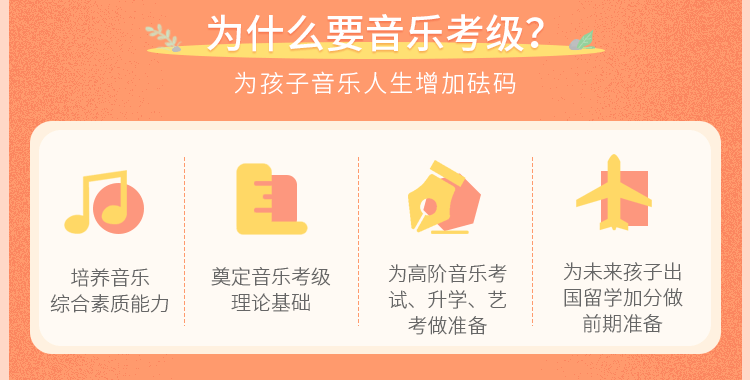 为什么要音乐考级?
为孩子音乐人生增加砝码
培养音乐
综合素质能力
奠定音乐考级
理论基础
为高阶音乐考
试、升学、艺
考做准备
为未来孩子出
国留学加分做
前期准备